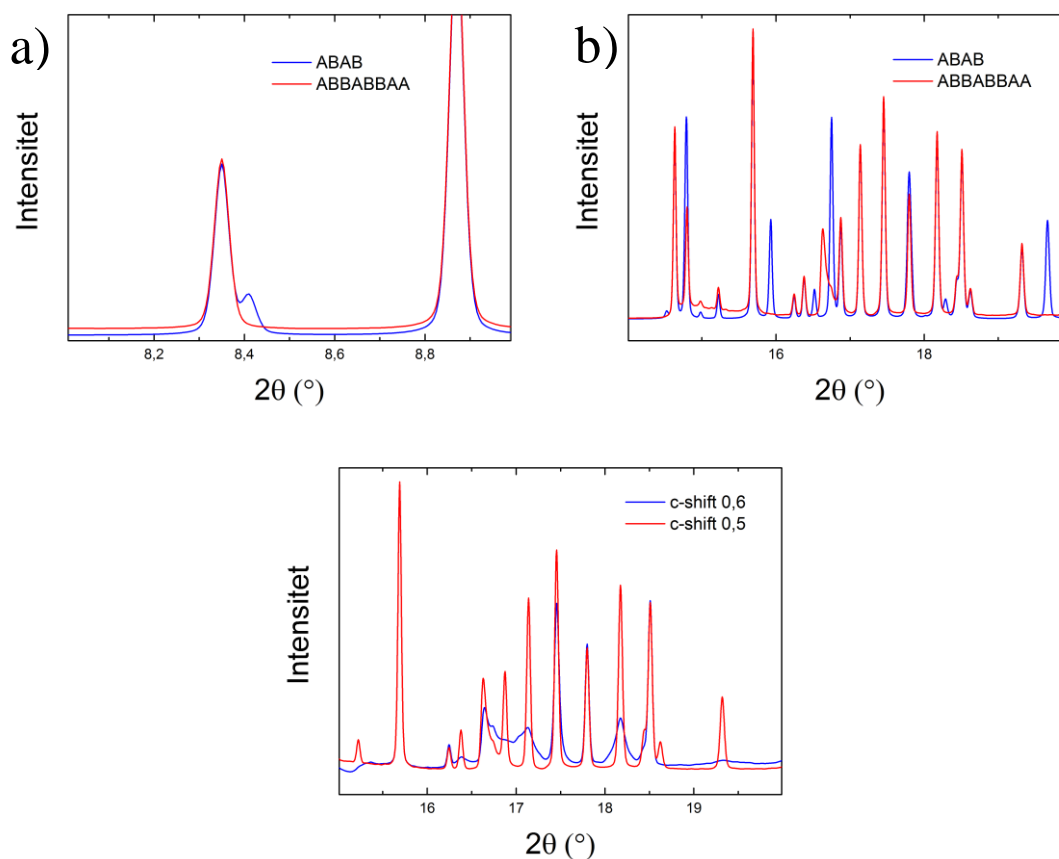 a)
ABAB
ABBABBAA
Intensitet
8,2
8,4
8,6
8,8
2θ (°)
b)
ABAB
ABBABBAA
Intensitet
16
18
2θ (°)
c-shift 0,6
c-shift 0,5
Intensitet
16
17
18
19
2θ (°)